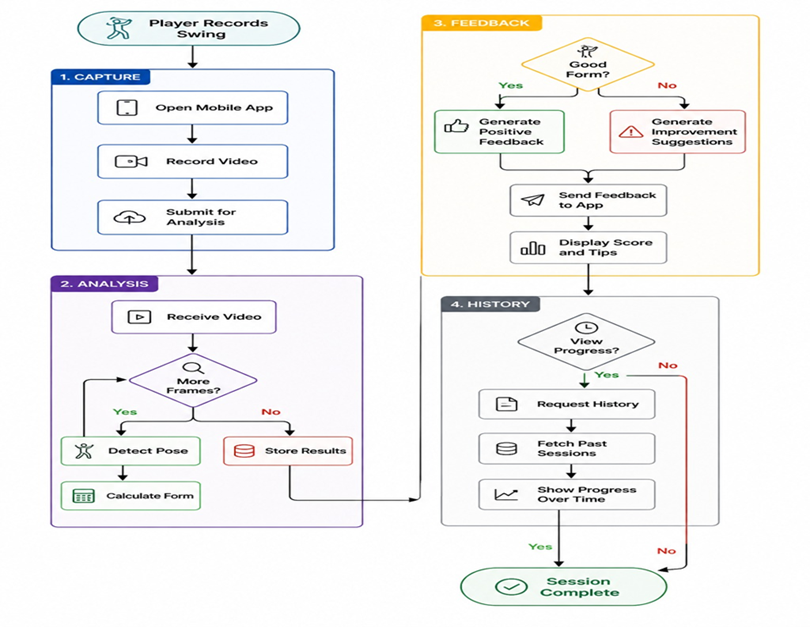 Player Records
Swing
1. CAPTURE
Open Mobile App
Record Video
Submit for
Analysis
2. ANALYSIS
Receive Video
More
Frames?
Yes
No
Detect Pose
Store Results
Calculate Form
3. FEEDBACK
Good
Form?
Yes
No
Generate
Positive
Feedback
Generate
Improvement
Suggestions
Send Feedback
to App
Display Score
and Tips
4. HISTORY
View
Progress?
No
Yes
Request History
Fetch Past
Sessions
Show Progress
Over Time
Yes
No
Session
Complete